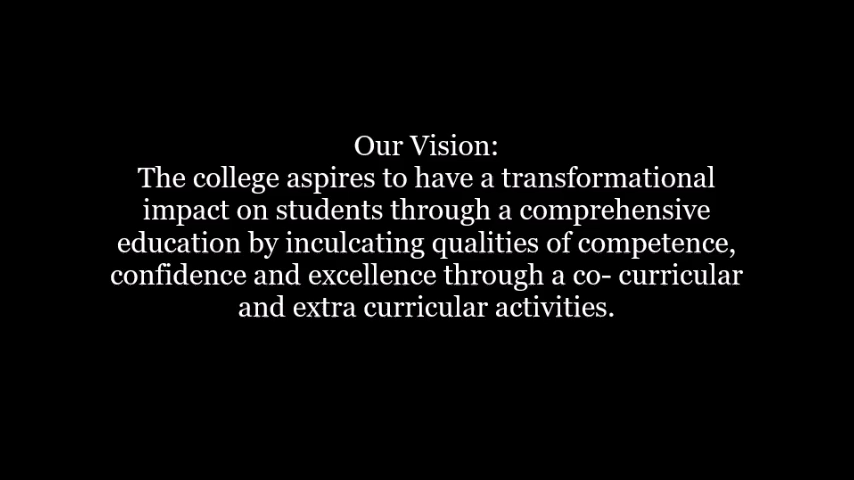 Our Vision:
The college aspires to have a transformational
impact on students through a comprehensive
education by inculcating qualities of competence,
confidence and excellence through a co- curricular
and extra curricular activities.